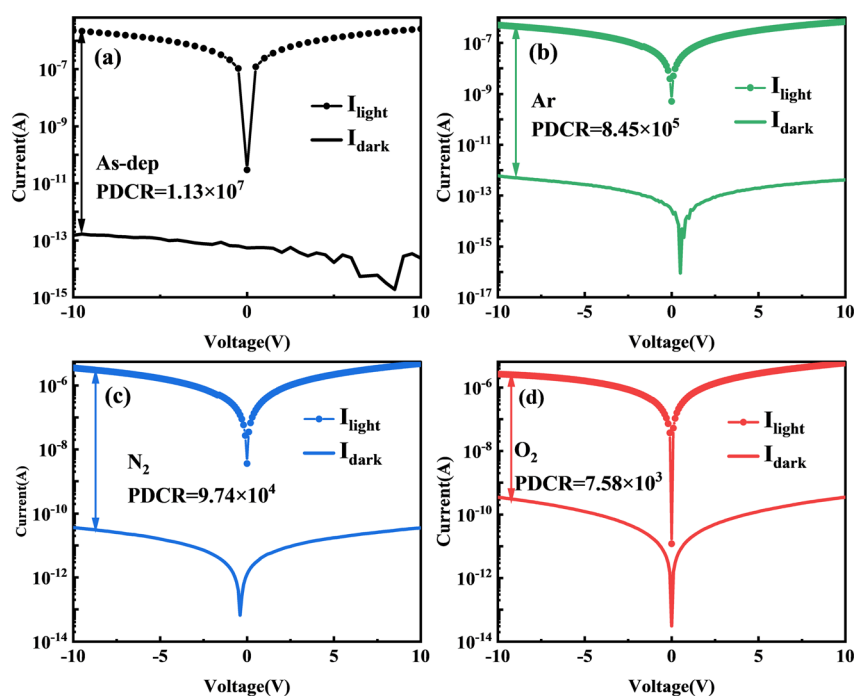 (a)
I_light
I_dark
As-dep
PDCR=1.13×10^7
10^-7
10^-9
10^-11
10^-13
10^-15
-10 -5 0 5 10
Current(A)
Voltage(V)
(b)
I_light
I_dark
Ar
PDCR=8.45×10^5
10^-7
10^-9
10^-11
10^-13
10^-15
10^-17
-10 -5 0 5 10
Current(A)
Voltage(V)
(c)
I_light
I_dark
N_2
PDCR=9.74×10^4
10^-6
10^-8
10^-10
10^-12
10^-14
-10 -5 0 5 10
Current(A)
Voltage(V)
(d)
I_light
I_dark
O_2
PDCR=7.58×10^3
10^-6
10^-8
10^-10
10^-12
10^-14
-10 -5 0 5 10
Current(A)
Voltage(V)